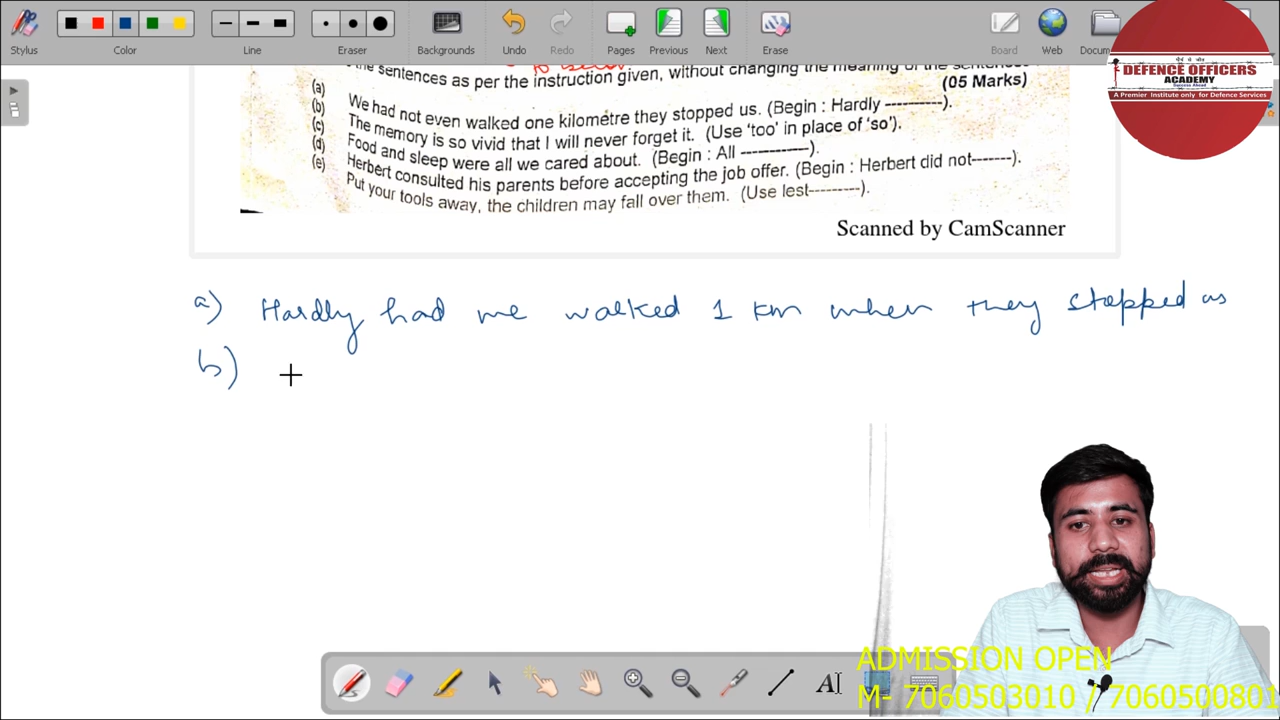 Stylus Color Line Eraser Backgrounds Undo Redo Pages Previous Next Erase Board Web
धैर्य से जीत
DEFENCE OFFICERS
ACADEMY
Success Ahead
A Premier Institute only for Defence Services
the sentences as per the instruction given, without changing the meaning of the sentences
(05 Marks)
(a) We had not even walked one kilometre they stopped us. (Begin : Hardly ----------).
(b) The memory is so vivid that I will never forget it. (Use 'too' in place of 'so').
(c) Food and sleep were all we cared about. (Begin : All -----------).
(d) Herbert consulted his parents before accepting the job offer. (Begin : Herbert did not-------).
(e) Put your tools away, the children may fall over them. (Use lest---------).
Scanned by CamScanner
a) Hardly had we walked 1 km when they stopped us
b)
ADMISSION OPEN
M- 7060503010 / 7060500801